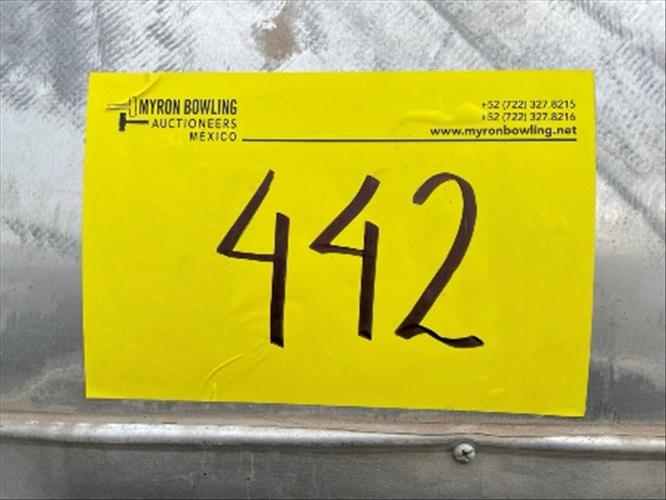 MYRON BOWLING
AUCTIONEERS
MÉXICO
+52 (722) 327.8215
+52 (722) 327.8216
www.myronbowling.net
442